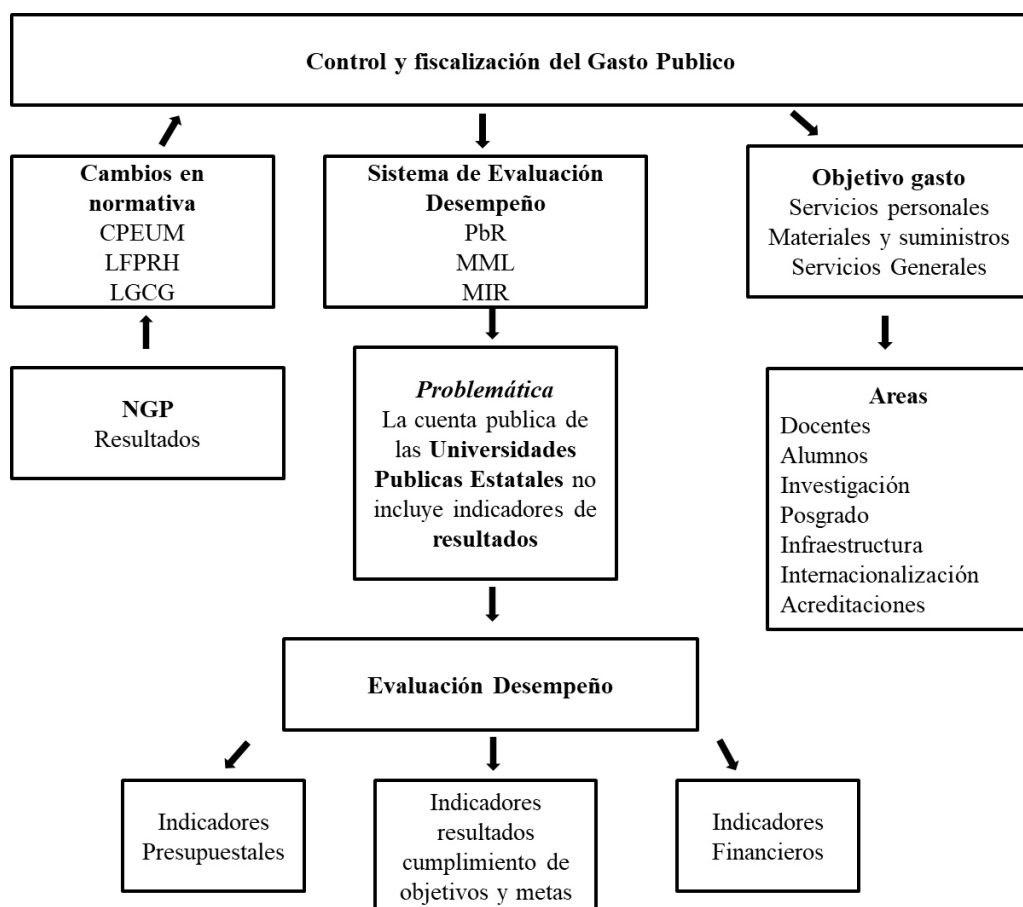 Control y fiscalización del Gasto Publico
Cambios en
normativa
CPEUM
LFPRH
LGCG
Sistema de Evaluación
Desempeño
PbR
MML
MIR
Objetivo gasto
Servicios personales
Materiales y suministros
Servicios Generales
NGP
Resultados
Problemática
La cuenta publica de
las Universidades
Publicas Estatales no
incluye indicadores de
resultados
Areas
Docentes
Alumnos
Investigación
Posgrado
Infraestructura
Internacionalización
Acreditaciones
Evaluación Desempeño
Indicadores
Presupuestales
Indicadores
resultados
cumplimiento de
objetivos y metas
Indicadores
Financieros